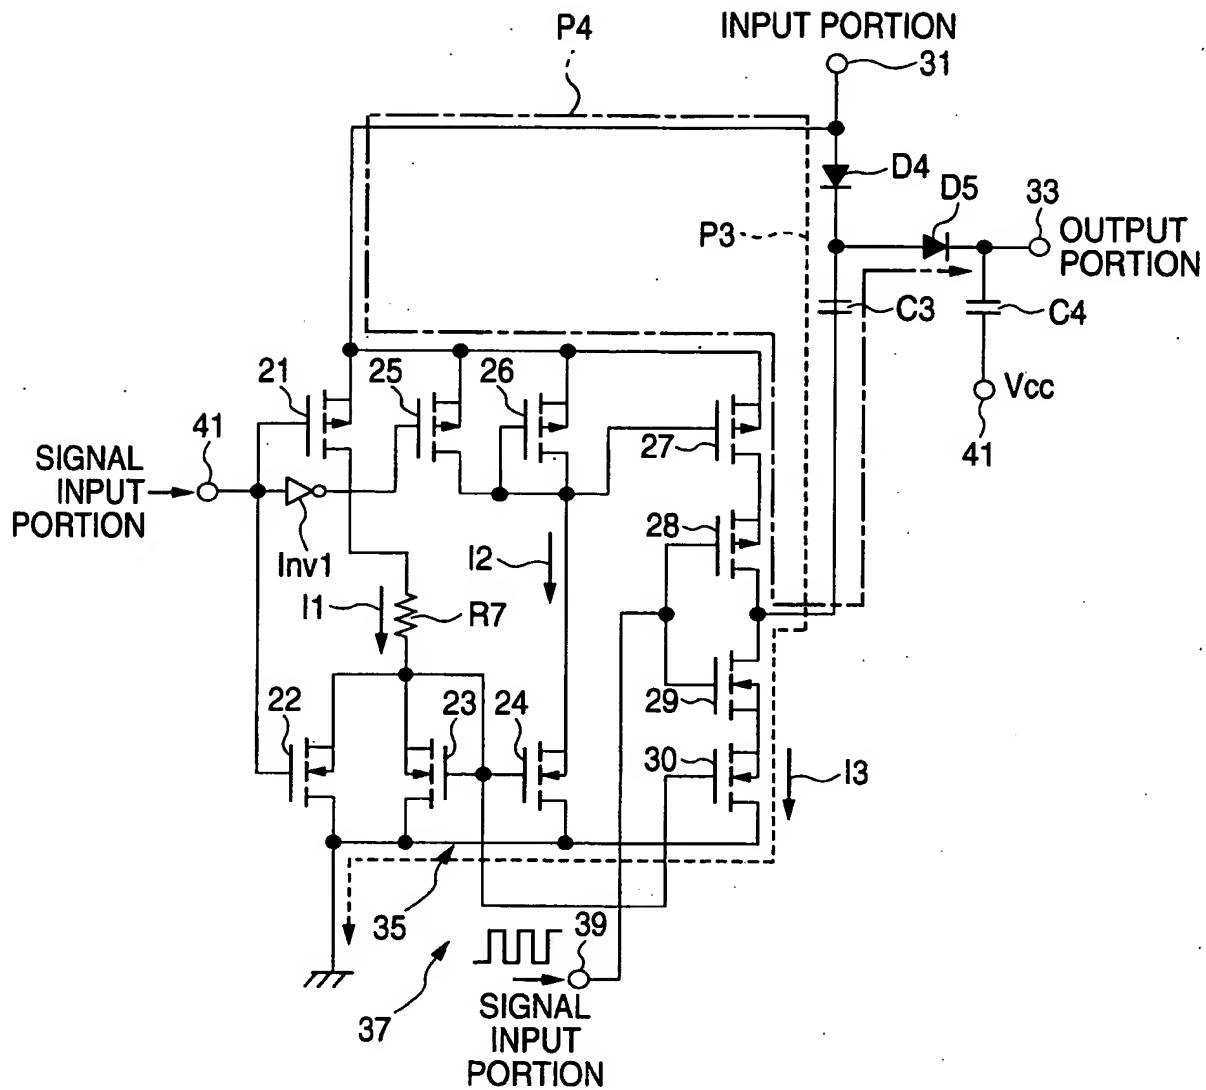 P4
INPUT PORTION
31
D4
D5
33
P3
OUTPUT
PORTION
C3
C4
21
25
26
Vcc
41
41
27
SIGNAL
INPUT
PORTION
28
Inv1
I2
I1
R7
22
23
24
29
30
I3
35
39
37
SIGNAL
INPUT
PORTION